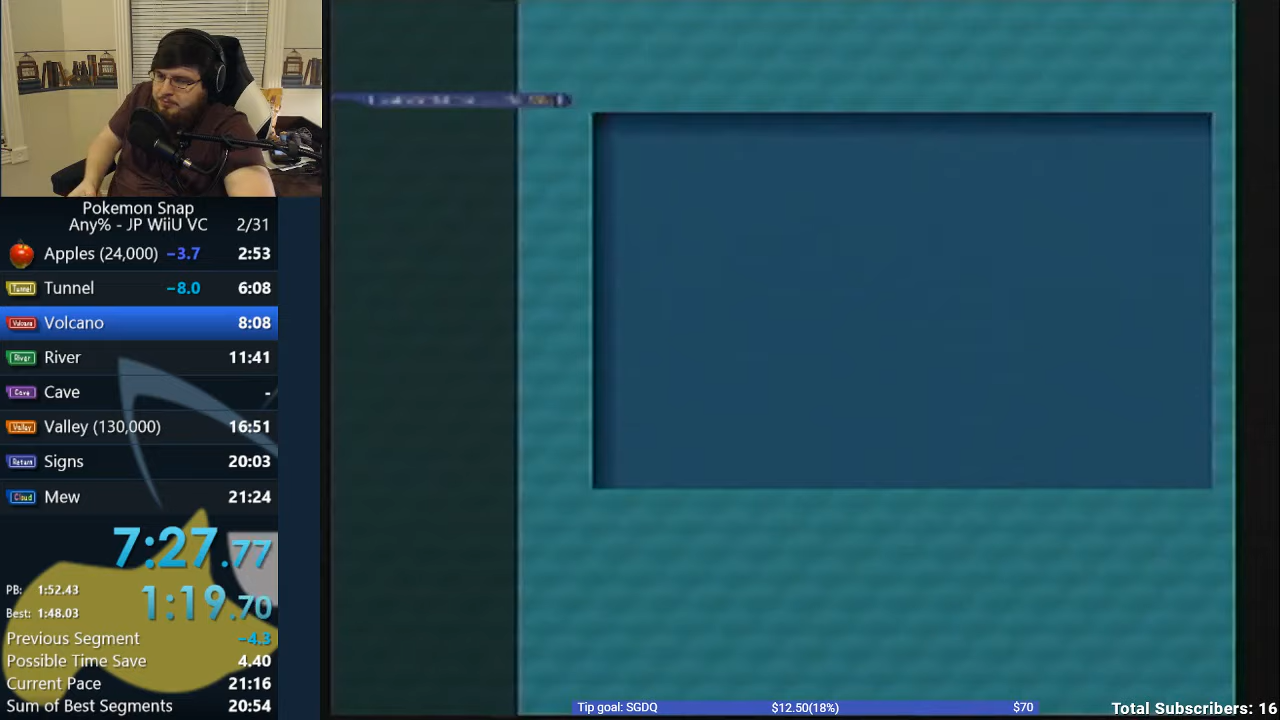 Pokemon Snap
Any% - JP WiiU VC 2/31
Apples (24,000) -3.7 2:53
Tunnel Tunnel -8.0 6:08
Volcano Volcano 8:08
River River 11:41
Cave Cave -
Valley Valley (130,000) 16:51
Return Signs 20:03
Cloud Mew 21:24
7:27.77
PB: 1:52.43
Best: 1:48.03
1:19.70
Previous Segment -4.3
Possible Time Save 4.40
Current Pace 21:16
Sum of Best Segments 20:54
Tip goal: SGDQ $12.50(18%) $70
Total Subscribers: 16